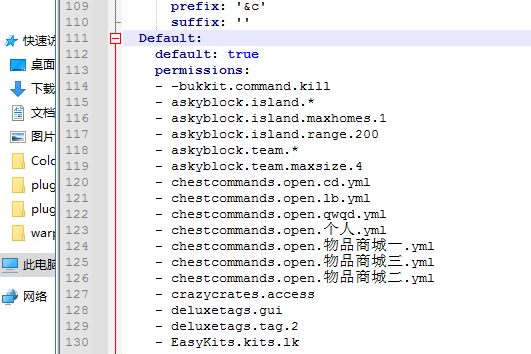 快速访
桌面
下载
文档
图片
Colo
plug
plug
warp
此电脑
网络
109 prefix: '&c'
110 suffix: ''
111 Default:
112 default: true
113 permissions:
114 - -bukkit.command.kill
115 - askyblock.island.*
116 - askyblock.island.maxhomes.1
117 - askyblock.island.range.200
118 - askyblock.team.*
119 - askyblock.team.maxsize.4
120 - chestcommands.open.cd.yml
121 - chestcommands.open.lb.yml
122 - chestcommands.open.qwqd.yml
123 - chestcommands.open.个人.yml
124 - chestcommands.open.物品商城一.yml
125 - chestcommands.open.物品商城三.yml
126 - chestcommands.open.物品商城二.yml
127 - crazycrates.access
128 - deluxetags.gui
129 - deluxetags.tag.2
130 - EasyKits.kits.lk